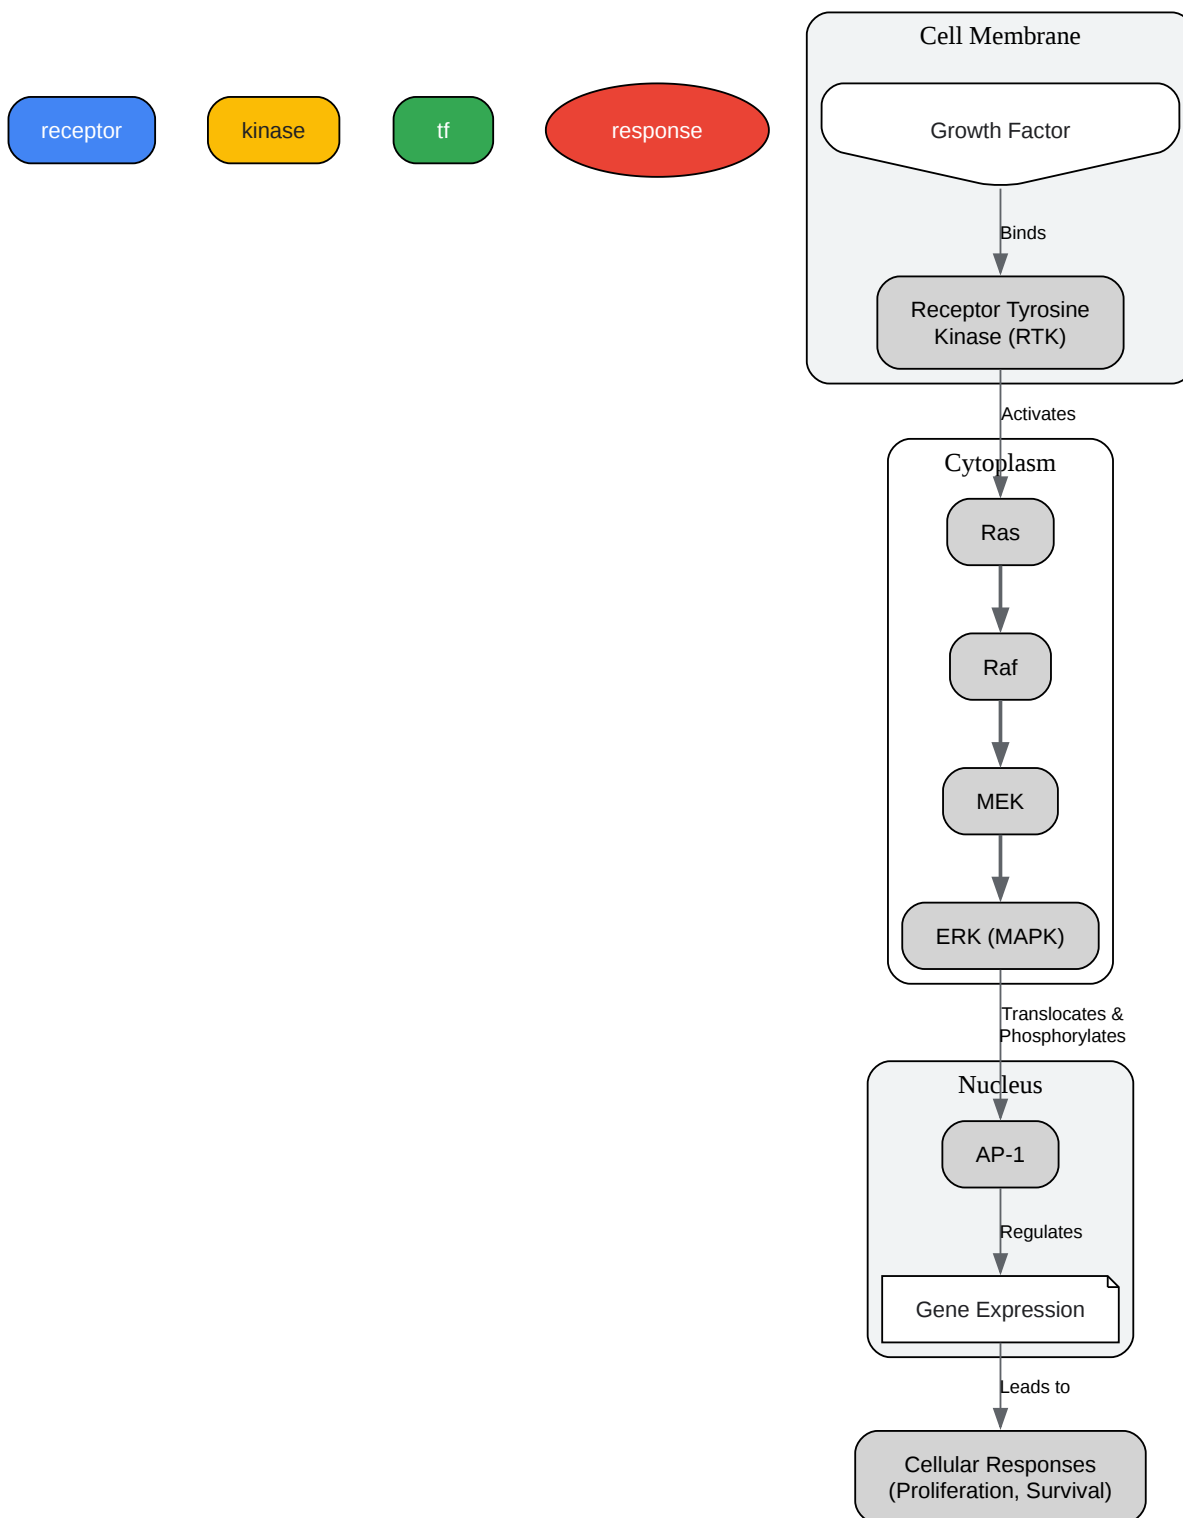 Cell Membrane
receptor
kinase
tf
response
Growth Factor
Binds
Receptor Tyrosine
Kinase (RTK)
Activates
Cytoplasm
Ras
Raf
MEK
ERK (MAPK)
Translocates &
Phosphorylates
Nucleus
AP-1
Regulates
Gene Expression
Leads to
Cellular Responses
(Proliferation, Survival)